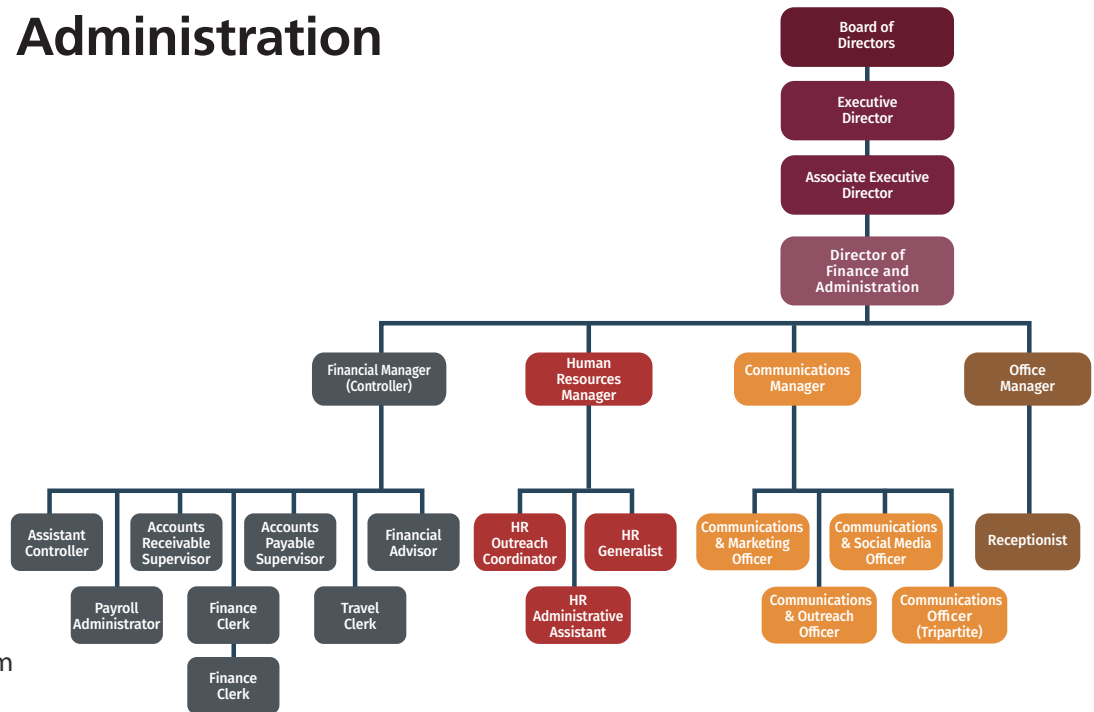 Administration
Board of
Directors
Executive
Director
Associate Executive
Director
Director of
Finance and
Administration
Financial Manager
(Controller)
Human
Resources
Manager
Communications
Manager
Office
Manager
Assistant
Controller
Accounts
Receivable
Supervisor
Accounts
Payable
Supervisor
Financial
Advisor
HR
Outreach
Coordinator
HR
Generalist
Communications
& Marketing
Officer
Communications
& Social Media
Officer
Receptionist
Payroll
Administrator
Finance
Clerk
Travel
Clerk
HR
Administrative
Assistant
Communications
& Outreach
Officer
Communications
Officer
(Tripartite)
Finance
Clerk